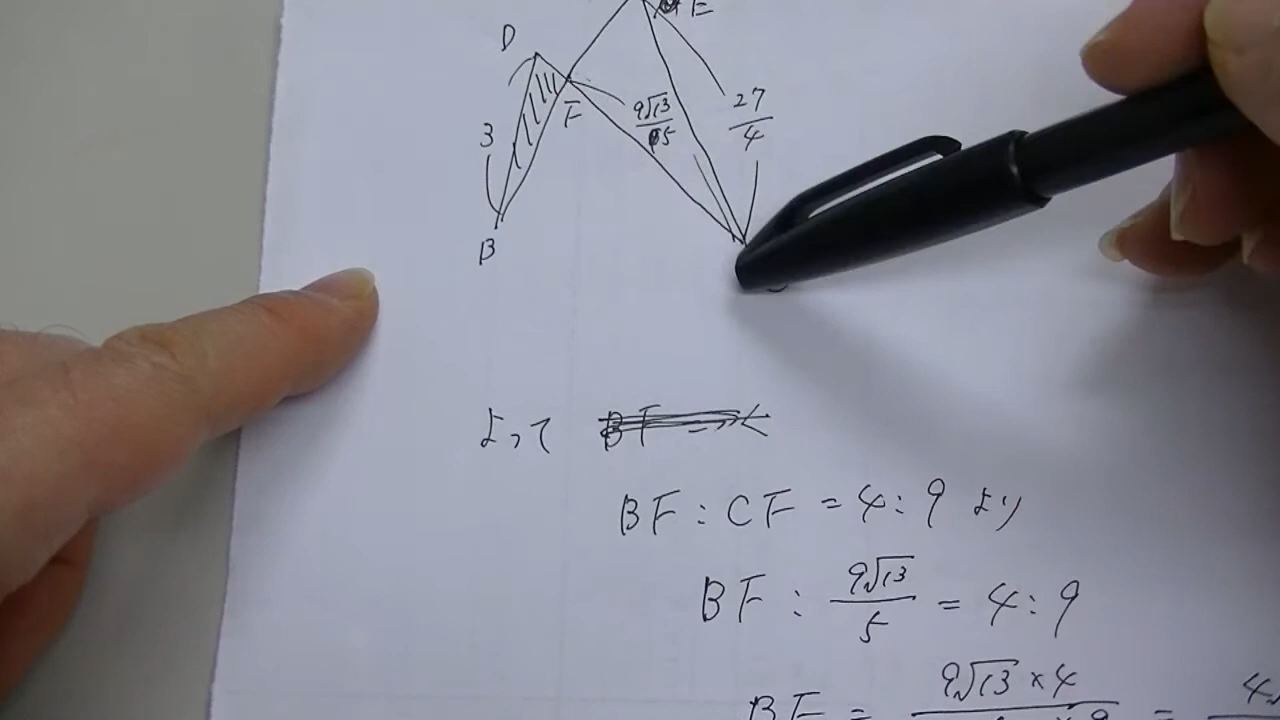 E
D
F
9√13/5
27/4
3
B
よって
BF : CF = 4 : 9 より
BF : 9√13/5 = 4 : 9
BF = 9√13×4